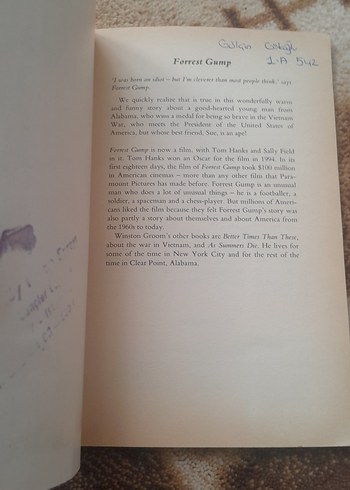 1-A 542
Forrest Gump
'I was born an idiot – but I'm cleverer than most people think,' says
Forrest Gump.
We quickly realize that is true in this wonderfully warm
and funny story about a good-hearted young man from
Alabama, who wins a medal for being so brave in the Vietnam
War, who meets the President of the United States of
America, but whose best friend, Sue, is an ape!
Forrest Gump is now a film, with Tom Hanks and Sally Field
in it. Tom Hanks won an Oscar for the film in 1994. In its
first eighteen days, the film of Forrest Gump took $100 million
in American cinemas – more than any other film that Para-
mount Pictures has made before. Forrest Gump is an unusual
man who does a lot of unusual things – he is a footballer, a
soldier, a spaceman and a chess-player. But millions of Ameri-
cans liked the film because they felt Forrest Gump's story was
also partly a story about themselves and about America from
the 1960s to today.
Winston Groom's other books are Better Times Than These,
about the war in Vietnam, and As Summers Die. He lives for
some of the time in New York City and for the rest of the
time in Clear Point, Alabama.